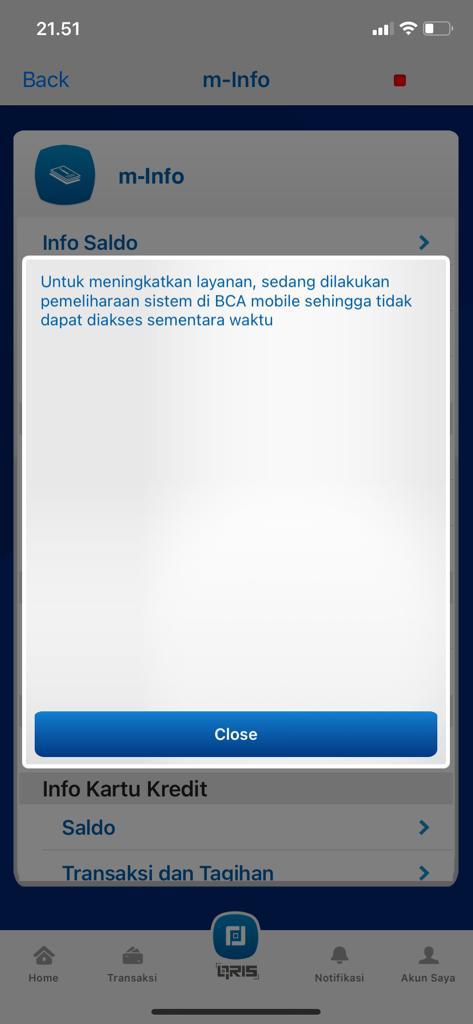 21.51
Back
m-Info
m-Info
Info Saldo
Untuk meningkatkan layanan, sedang dilakukan
pemeliharaan sistem di BCA mobile sehingga tidak
dapat diakses sementara waktu
Close
Info Kartu Kredit
Saldo
Transaksi dan Tagihan
Home
Transaksi
QRIS
Notifikasi
Akun Saya